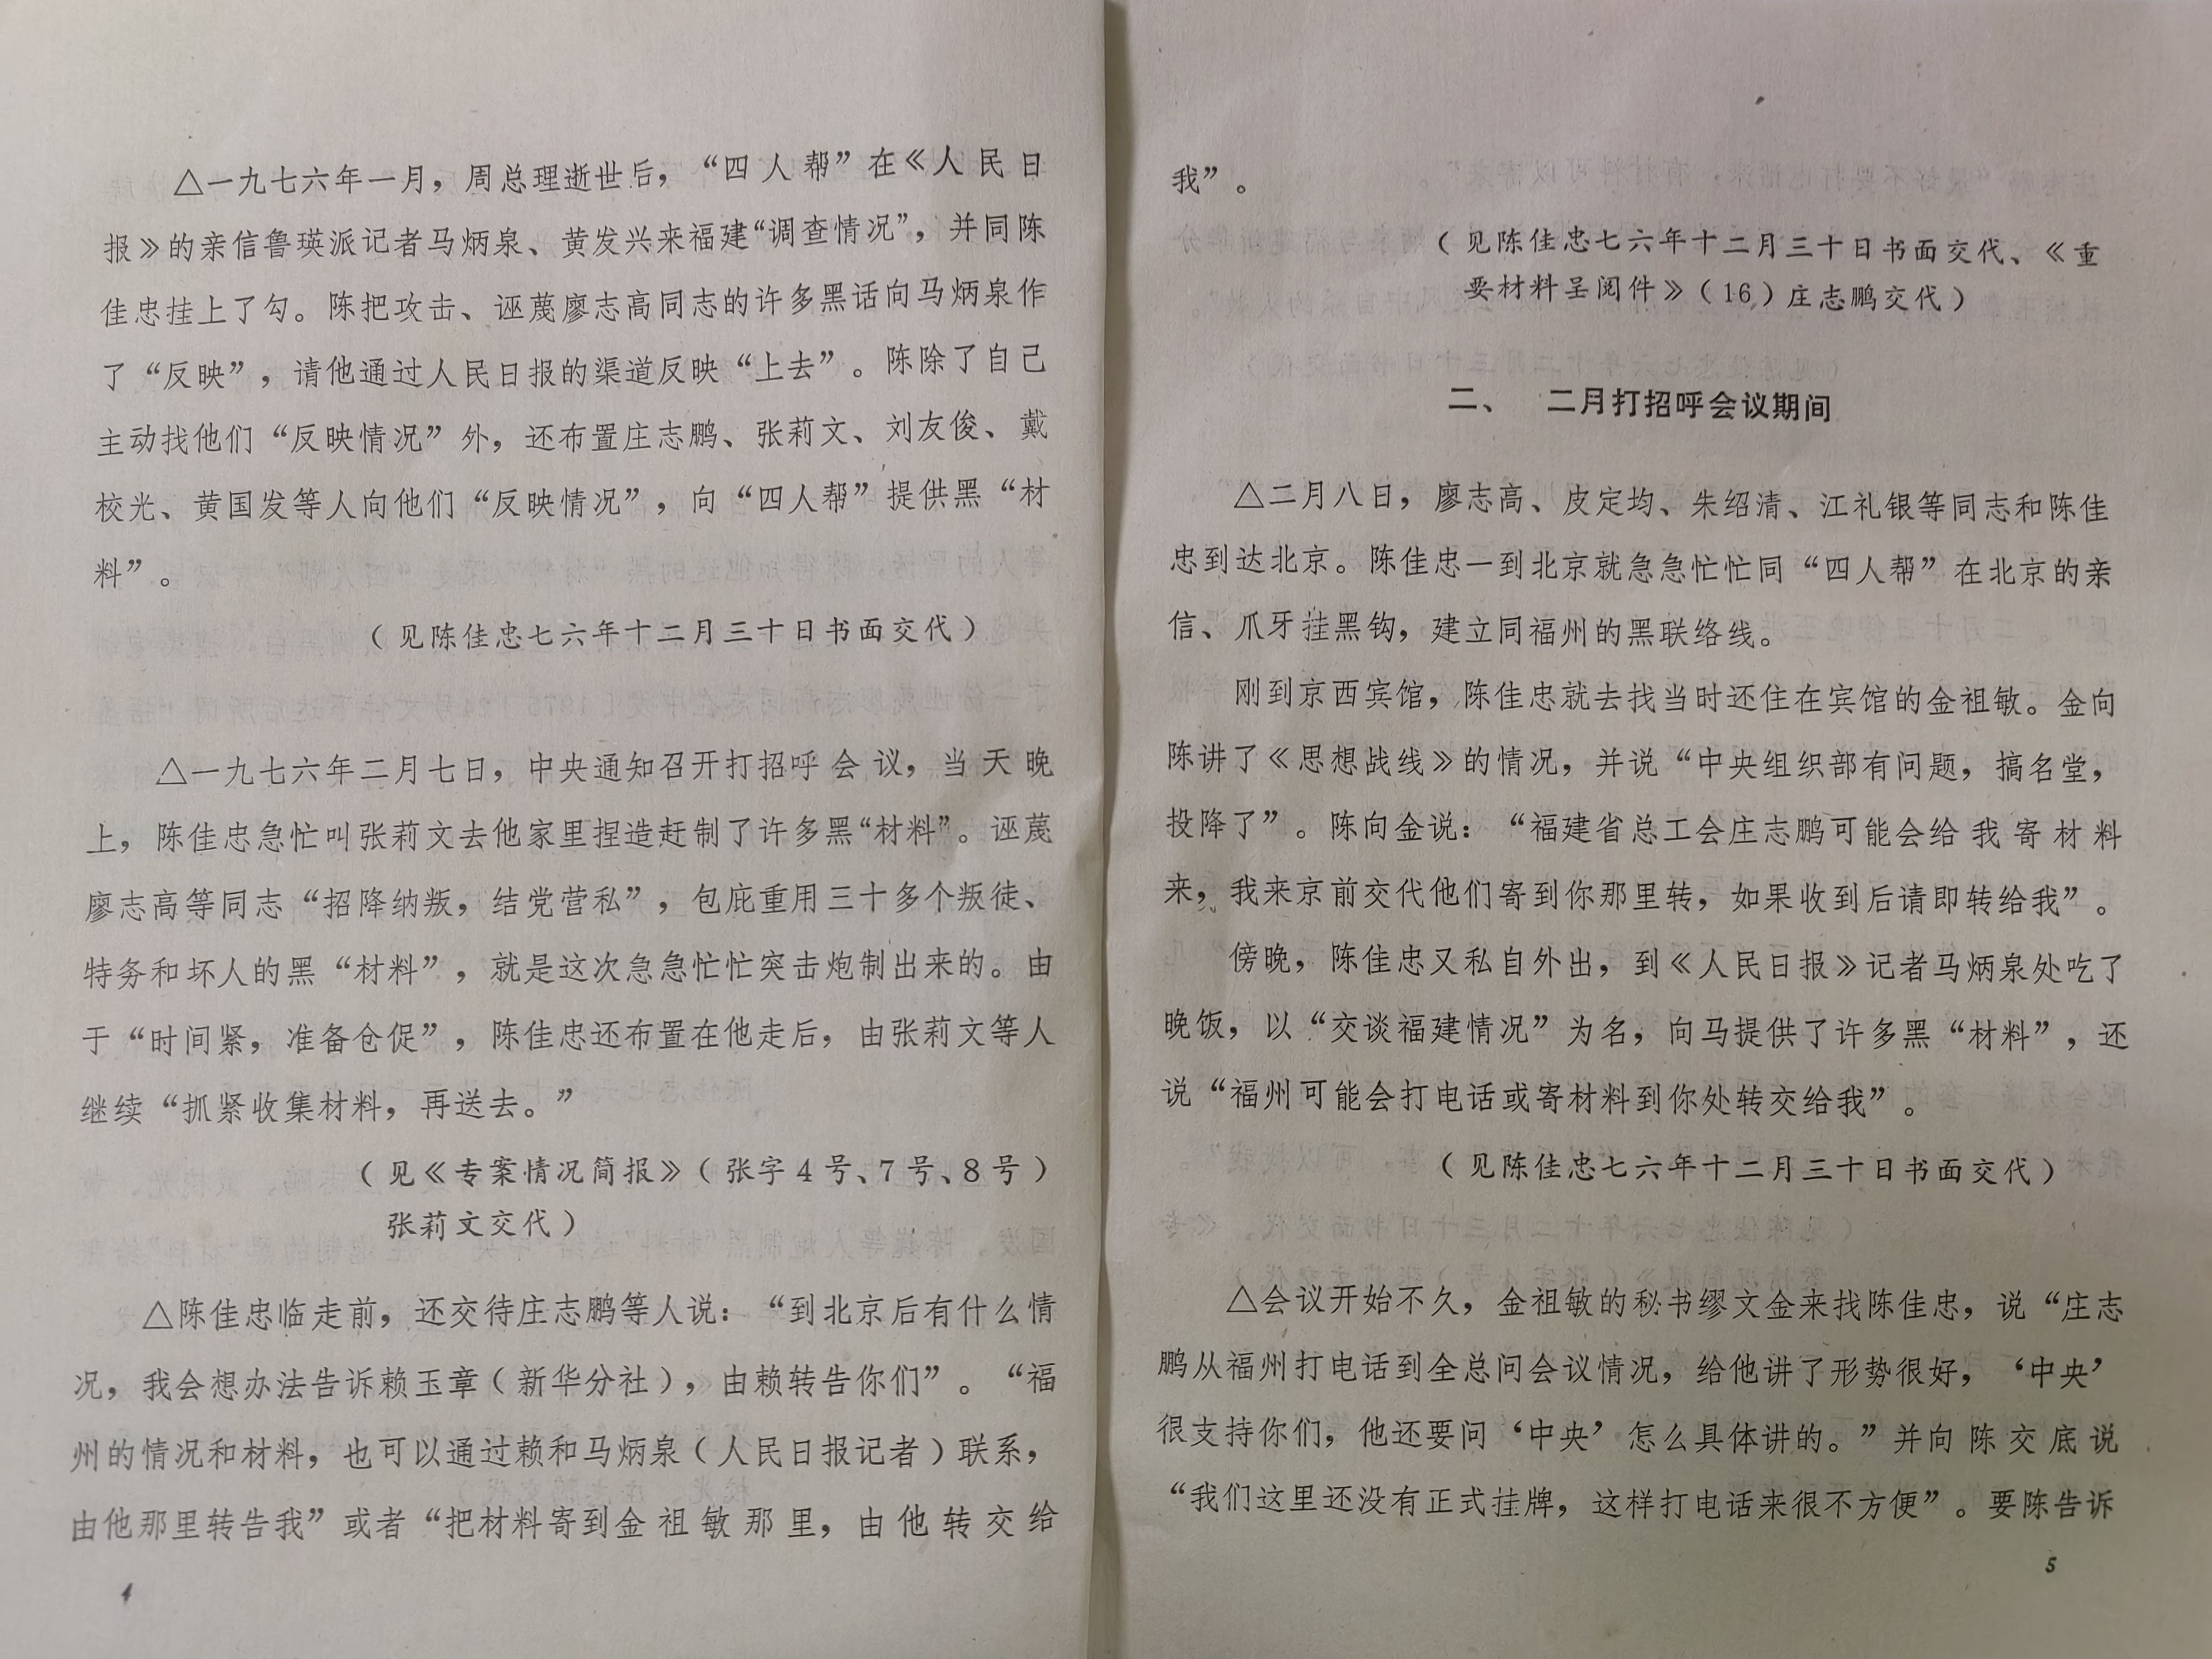 △一九七六年一月，周总理逝世后，“四人帮”在《人民日
报》的亲信鲁瑛派记者马炳泉、黄发兴来福建“调查情况”，并同陈
佳忠挂上了勾。陈把攻击、诬蔑廖志高同志的许多黑话向马炳泉作
了“反映”，请他通过人民日报的渠道反映“上去”。陈除了自己
主动找他们“反映情况”外，还布置庄志鹏、张莉文、刘友俊、戴
校光、黄国发等人向他们“反映情况”，向“四人帮”提供黑“材
料”。
（见陈佳忠七六年十二月三十日书面交代）
△一九七六年二月七日，中央通知召开打招呼会议，当天晚
上，陈佳忠急忙叫张莉文去他家里捏造赶制了许多黑“材料”。诬蔑
廖志高等同志“招降纳叛，结党营私”，包庇重用三十多个叛徒、
特务和坏人的黑“材料”，就是这次急急忙忙突击炮制出来的。由
于“时间紧，准备仓促”，陈佳忠还布置在他走后，由张莉文等人
继续“抓紧收集材料，再送去。”
（见《专案情况简报》（张字4号、7号、8号）
张莉文交代）
△陈佳忠临走前，还交待庄志鹏等人说：“到北京后有什么情
况，我会想办法告诉赖玉章（新华分社），由赖转告你们”。“福
州的情况和材料，也可以通过赖和马炳泉（人民日报记者）联系，
由他那里转告我”或者“把材料寄到金祖敏那里，由他转交给
4
我”。
（见陈佳忠七六年十二月三十日书面交代、《重
要材料呈阅件》（16）庄志鹏交代）
二、　二月打招呼会议期间
△二月八日，廖志高、皮定均、朱绍清、江礼银等同志和陈佳
忠到达北京。陈佳忠一到北京就急急忙忙同“四人帮”在北京的亲
信、爪牙挂黑钩，建立同福州的黑联络线。
刚到京西宾馆，陈佳忠就去找当时还住在宾馆的金祖敏。金向
陈讲了《思想战线》的情况，并说“中央组织部有问题，搞名堂，
投降了”。陈向金说：“福建省总工会庄志鹏可能会给我寄材料
来，我来京前交代他们寄到你那里转，如果收到后请即转给我”。
傍晚，陈佳忠又私自外出，到《人民日报》记者马炳泉处吃了
晚饭，以“交谈福建情况”为名，向马提供了许多黑“材料”，还
说“福州可能会打电话或寄材料到你处转交给我”。
（见陈佳忠七六年十二月三十日书面交代）
△会议开始不久，金祖敏的秘书缪文金来找陈佳忠，说“庄志
鹏从福州打电话到全总问会议情况，给他讲了形势很好，‘中央’
很支持你们，他还要问‘中央’怎么具体讲的。”并向陈交底说
“我们这里还没有正式挂牌，这样打电话来很不方便”。要陈告诉
5